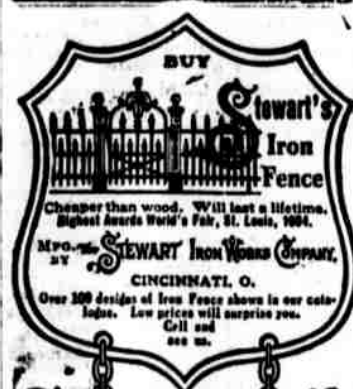 BUY
Stewart's
Iron
Fence
Cheaper than wood. Will last a lifetime.
Highest Awards World's Fair, St. Louis, 1904.
MFG. BY The STEWART IRON WORKS COMPANY,
CINCINNATI, O.
Over 100 designs of Iron Fence shown in our cata-
logue. Low prices will surprise you.
Call and
see us.